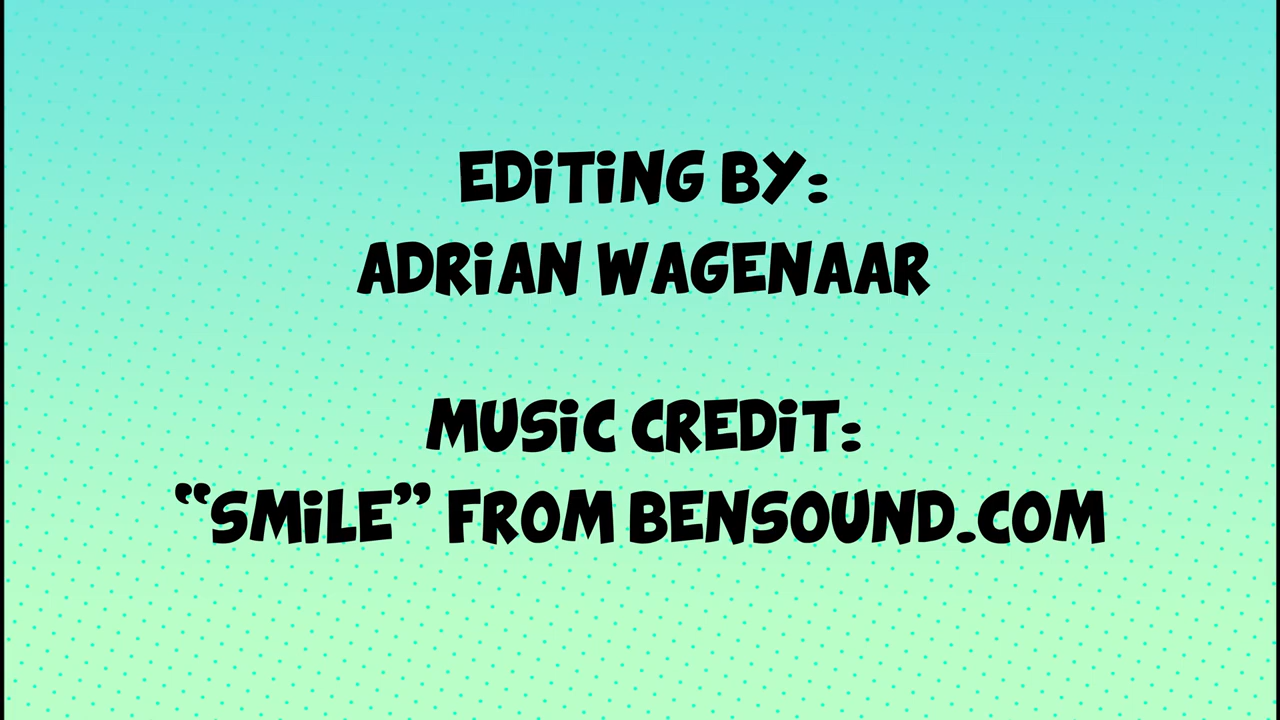 EDiTiNG BY:
ADRiAN WAGENAAR
MUSiC CREDiT:
“SMiLE” FROM BENSOUND.COM